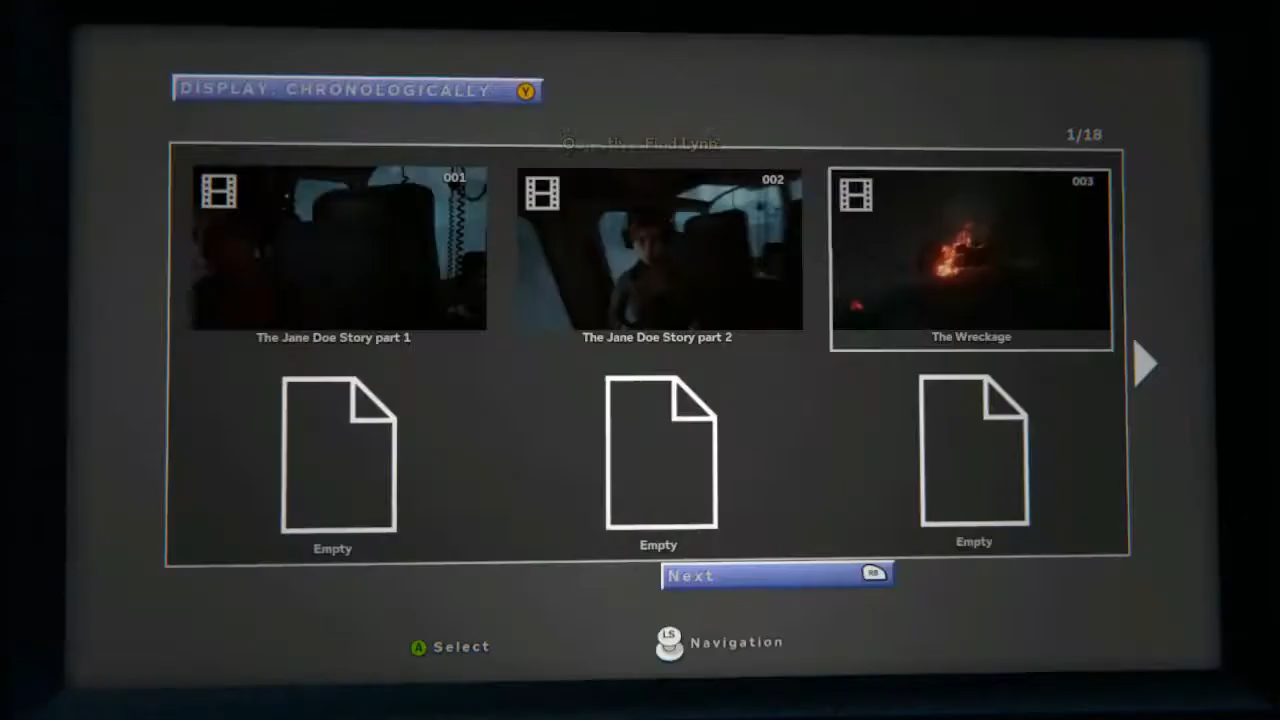 DISPLAY: CHRONOLOGICALLY Y
1/18
001
002
003
The Jane Doe Story part 1
The Jane Doe Story part 2
The Wreckage
Empty
Empty
Empty
Next RB
A Select
LS Navigation